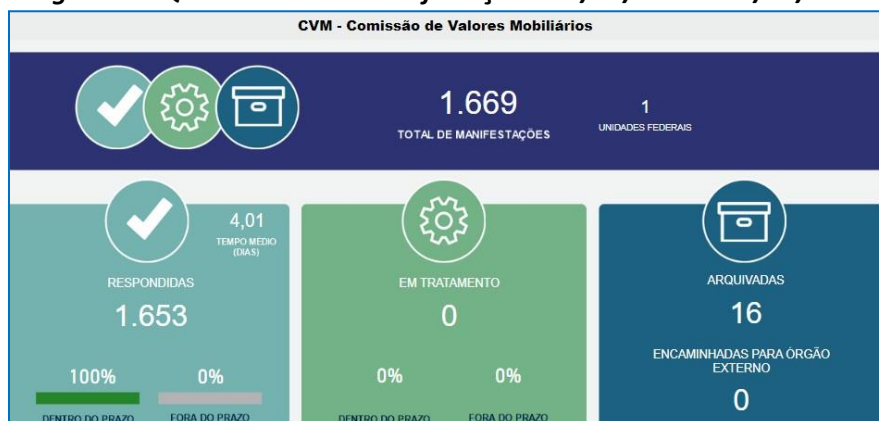 CVM - Comissão de Valores Mobiliários
1.669
TOTAL DE MANIFESTAÇÕES
1
UNIDADES FEDERAIS
4,01
TEMPO MÉDIO
(DIAS)
RESPONDIDAS
1.653
100%
0%
DENTRO DO PRAZO
FORA DO PRAZO
EM TRATAMENTO
0
0%
0%
DENTRO DO PRAZO
FORA DO PRAZO
ARQUIVADAS
16
ENCAMINHADAS PARA ÓRGÃO
EXTERNO
0